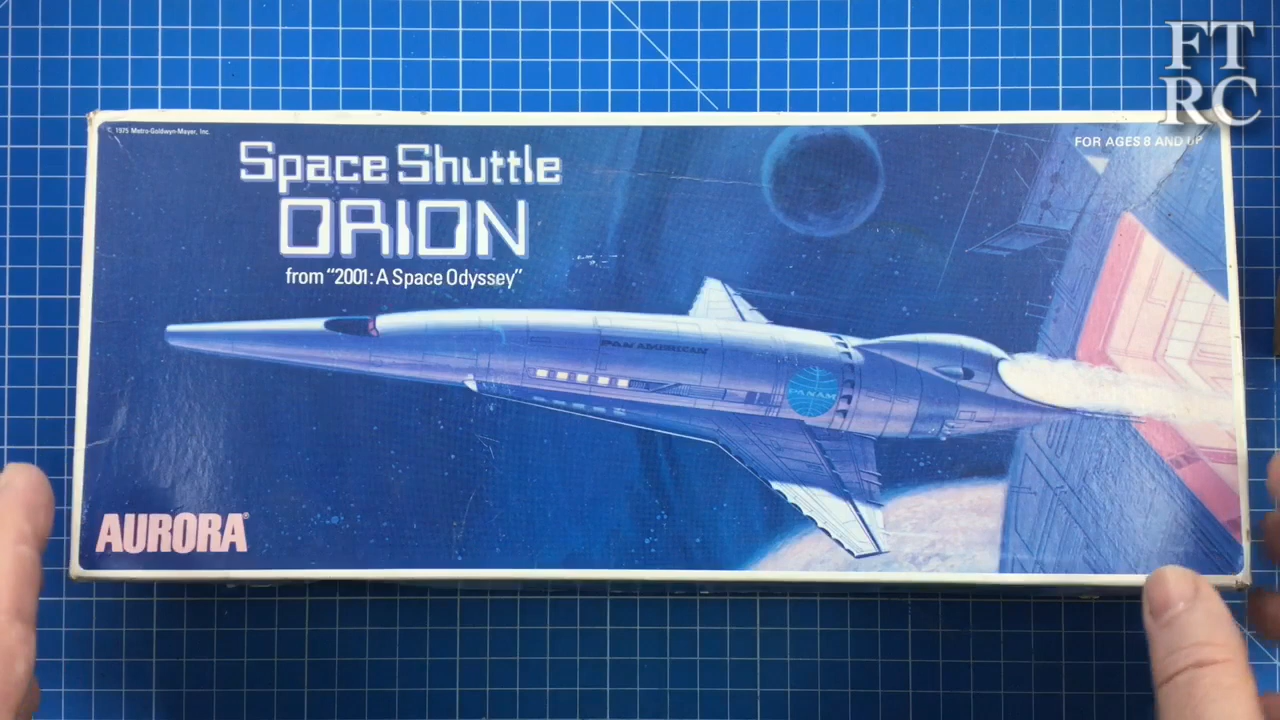 FT
RC
© 1975 Metro-Goldwyn-Mayer, Inc.
FOR AGES 8 AND UP
Space Shuttle
ORION
from “2001: A Space Odyssey”
PAN AMERICAN
PAN AM
AURORA®